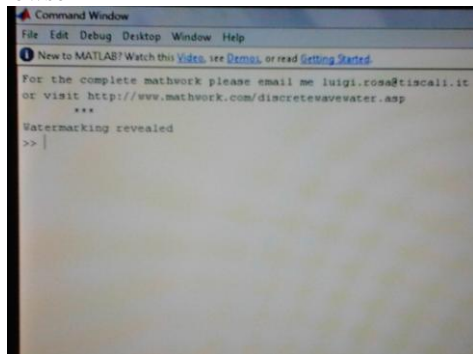 Command Window
File Edit Debug Desktop Window Help
New to MATLAB? Watch this Video, see Demos, or read Getting Started.
For the complete mathwork please email me luigi.rosa@tiscali.it
or visit http://www.mathwork.com/discretewavewater.asp
***
Watermarking revealed
>>